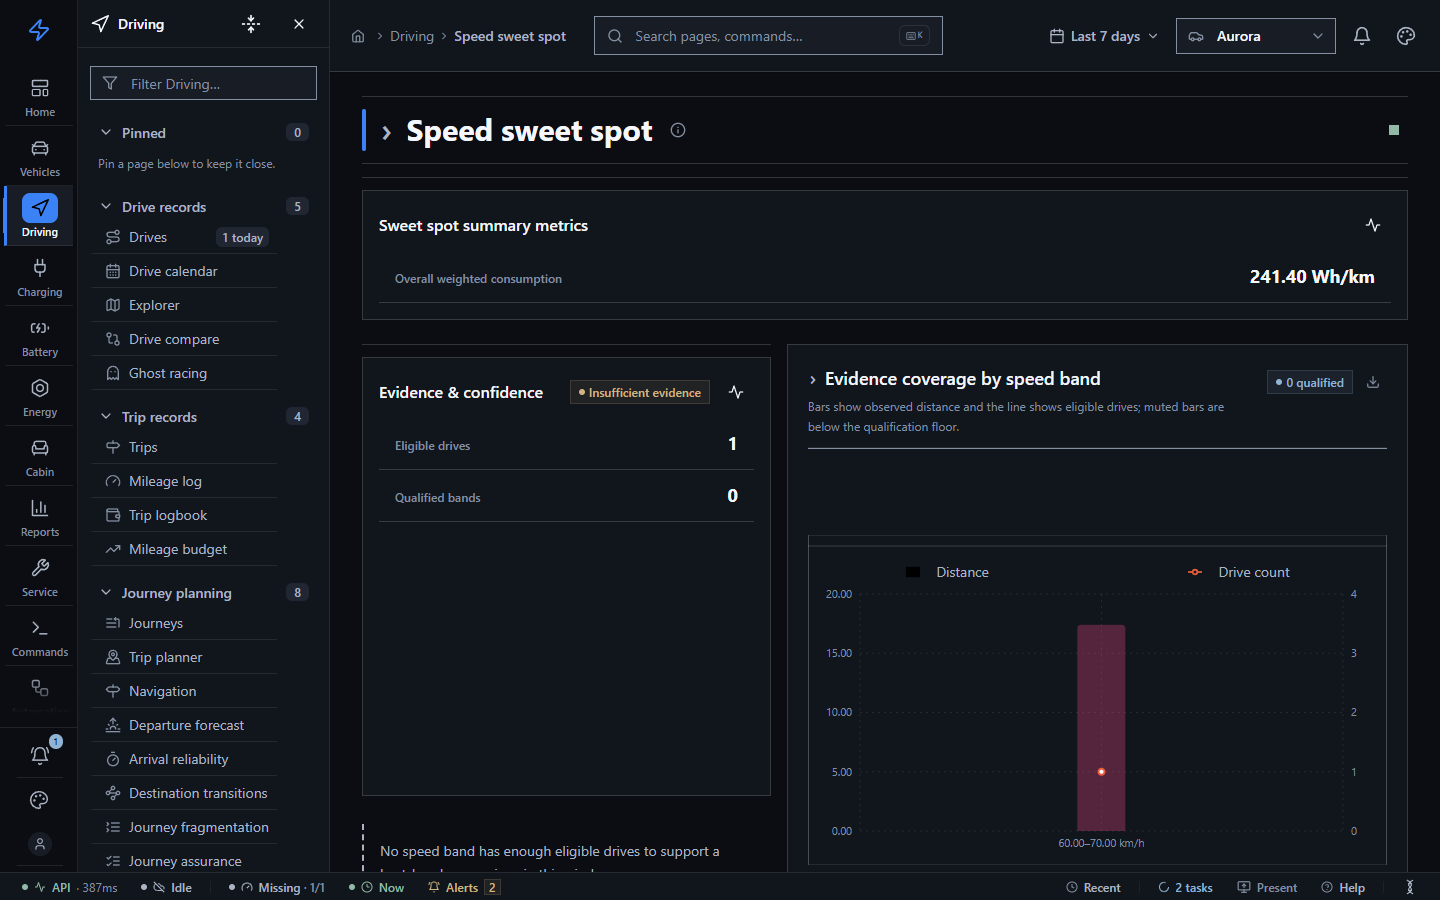 Driving
Driving
Speed sweet spot
Search pages, commands...
K
Last 7 days
Aurora
Home
Vehicles
Driving
Charging
Battery
Energy
Cabin
Reports
Service
Commands
1
Filter Driving...
Pinned
0
Pin a page below to keep it close.
Drive records
5
Drives
1 today
Drive calendar
Explorer
Drive compare
Ghost racing
Trip records
4
Trips
Mileage log
Trip logbook
Mileage budget
Journey planning
8
Journeys
Trip planner
Navigation
Departure forecast
Arrival reliability
Destination transitions
Journey fragmentation
Journey assurance
Speed sweet spot
Sweet spot summary metrics
Overall weighted consumption
241.40 Wh/km
Evidence & confidence
Insufficient evidence
Eligible drives
1
Qualified bands
0
No speed band has enough eligible drives to support a
Evidence coverage by speed band
0 qualified
Bars show observed distance and the line shows eligible drives; muted bars are
below the qualification floor.
Distance
Drive count
20.00
15.00
10.00
5.00
0.00
4
3
2
1
0
60.00–70.00 km/h
API · 387ms
Idle
Missing · 1/1
Now
Alerts 2
Recent
2 tasks
Present
Help